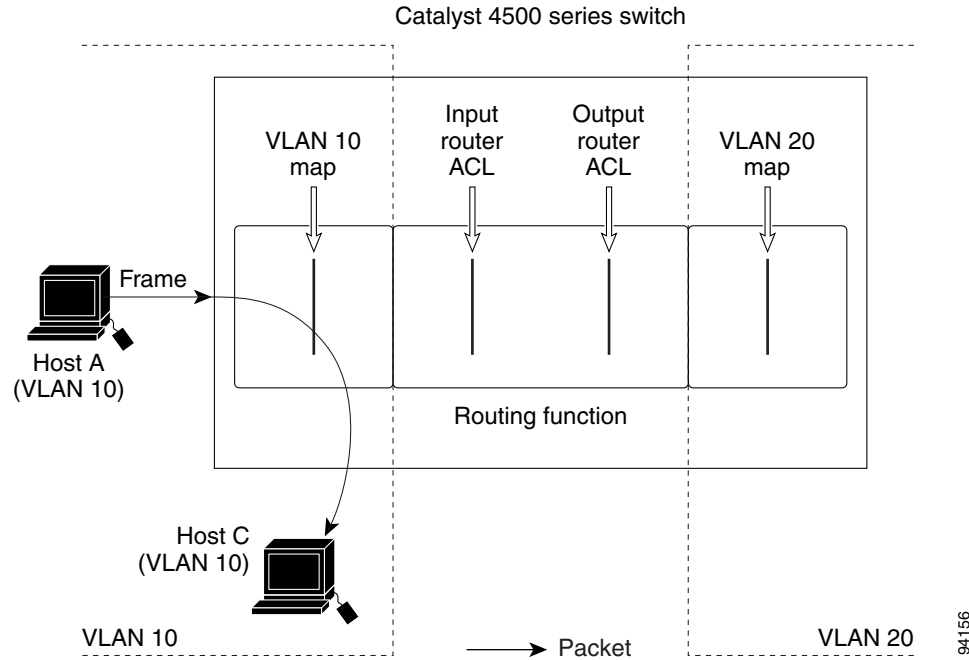 Catalyst 4500 series switch
VLAN 10
map
Input
router
ACL
Output
router
ACL
VLAN 20
map
Frame
Host A
(VLAN 10)
Routing function
Host C
(VLAN 10)
VLAN 10
Packet
VLAN 20
94156